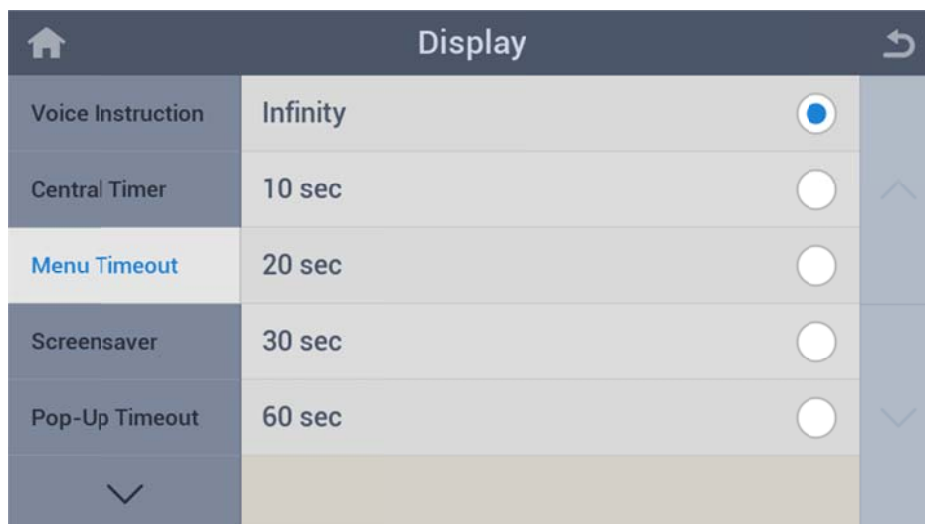 Display
Voice Instruction
Central Timer
Menu Timeout
Screensaver
Pop-Up Timeout
Infinity
10 sec
20 sec
30 sec
60 sec